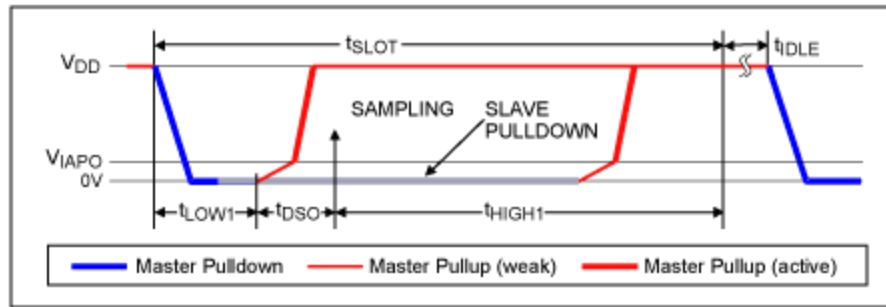 tSLOT
tIDLE
VDD
SAMPLING
SLAVE
PULLDOWN
VIAPO
0V
tLOW1
tDSO
tHIGH1
Master Pulldown
Master Pullup (weak)
Master Pullup (active)